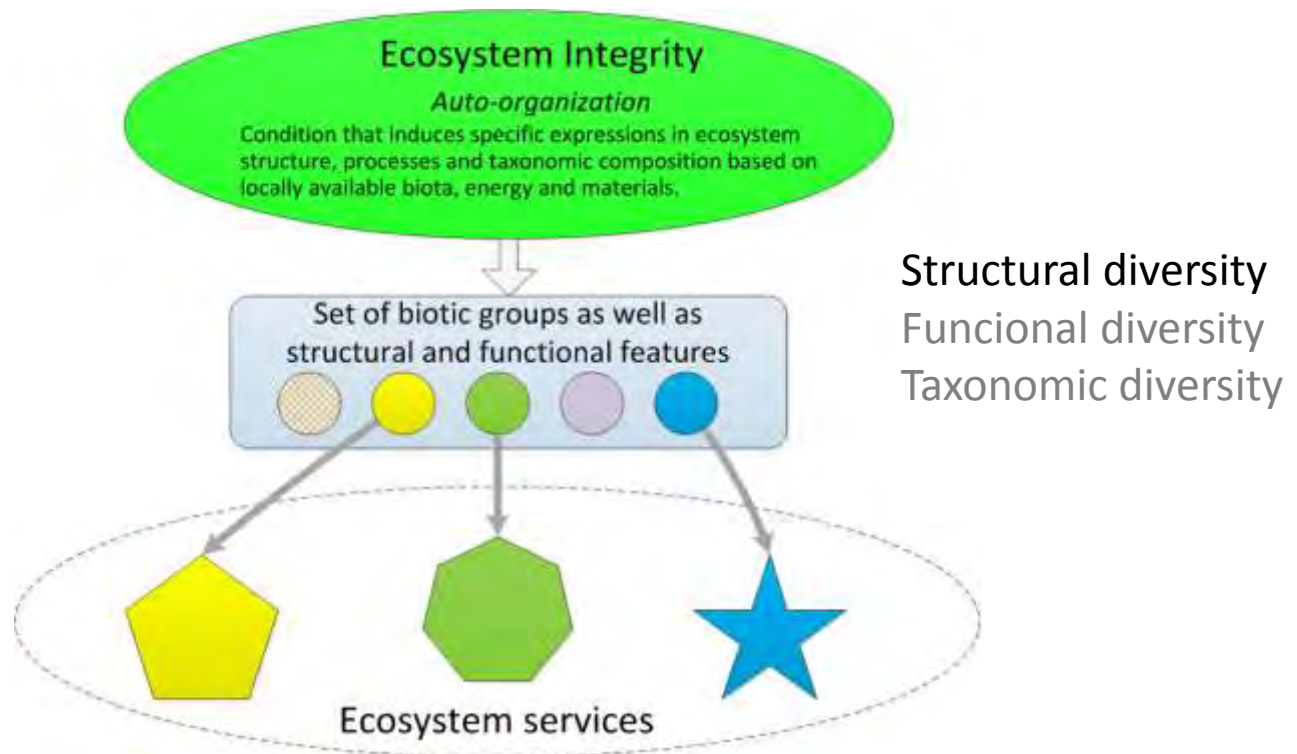 Ecosystem Integrity
Auto-organization
Condition that induces specific expressions in ecosystem
structure, processes and taxonomic composition based on
locally available biota, energy and materials.
Set of biotic groups as well as
structural and functional features
Structural diversity
Funcional diversity
Taxonomic diversity
Ecosystem services